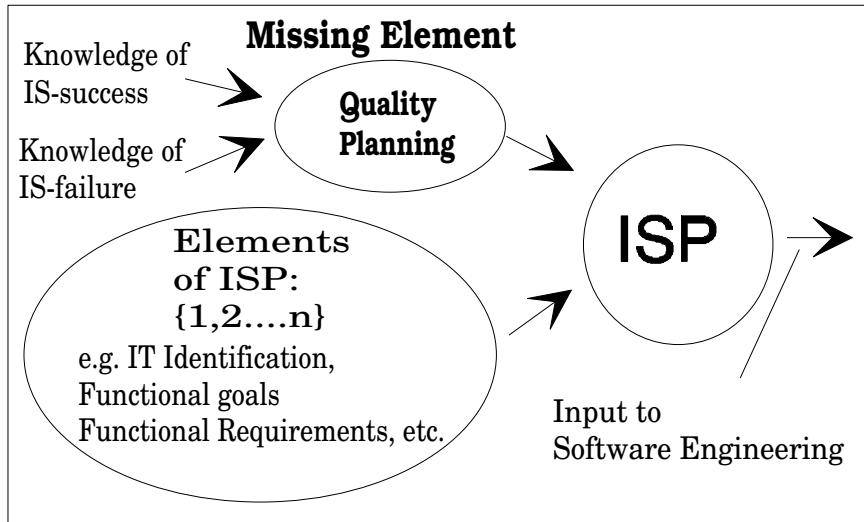 Missing Element
Knowledge of
IS-success
Quality
Planning
Knowledge of
IS-failure
ISP
Elements
of ISP:
{1,2....n}
e.g. IT Identification,
Functional goals
Functional Requirements, etc.
Input to
Software Engineering